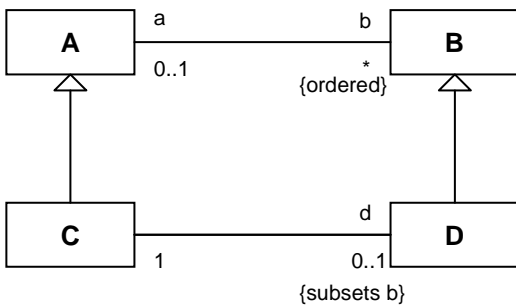 a b
A B
0..1 *
{ordered}
d
C D
1 0..1
{subsets b}